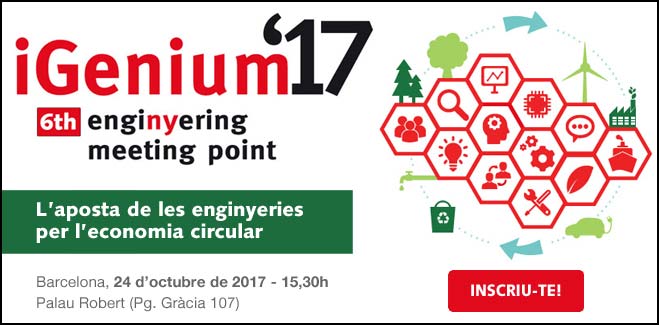 iGenium'17
6th enginyering
meeting point
L'aposta de les enginyeries
per l'economia circular
Barcelona, 24 d'octubre de 2017 - 15,30h
Palau Robert (Pg. Gràcia 107)
INSCRIU-TE!